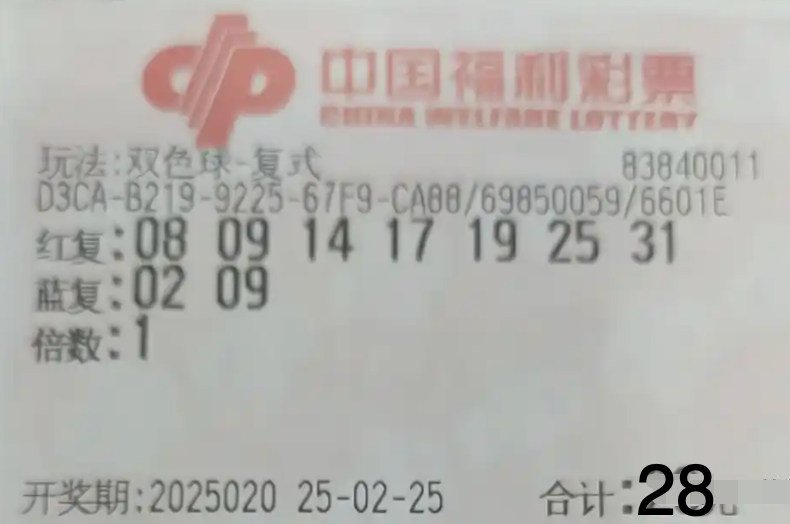 中国福利彩票
CHINA WELFARE LOTTERY
玩法:双色球-复式 83840011
D3CA-B219-9225-67F9-CA88/69850059/6601E
红复:08 09 14 17 19 25 31
蓝复:02 09
倍数:1
开奖期:2025020 25-02-25 合计:28